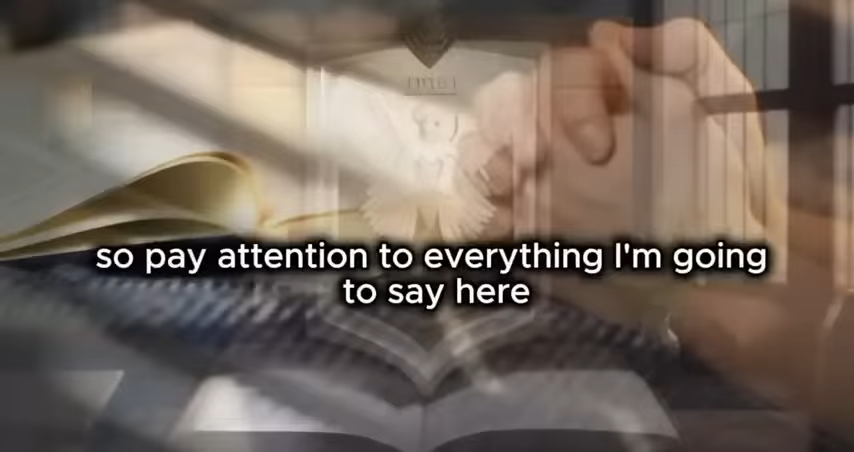 so pay attention to everything I'm going
to say here